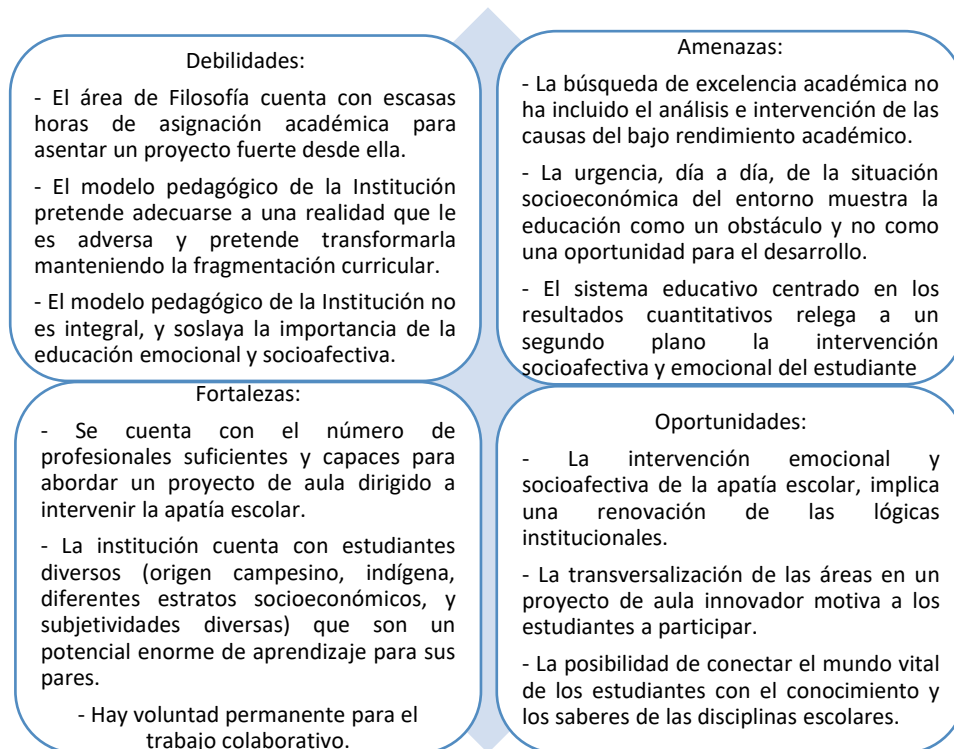 Debilidades:
- El área de Filosofía cuenta con escasas
horas de asignación académica para
asentar un proyecto fuerte desde ella.
- El modelo pedagógico de la Institución
pretende adecuarse a una realidad que le
es adversa y pretende transformarla
manteniendo la fragmentación curricular.
- El modelo pedagógico de la Institución no
es integral, y soslaya la importancia de la
educación emocional y socioafectiva.
Amenazas:
- La búsqueda de excelencia académica no
ha incluido el análisis e intervención de las
causas del bajo rendimiento académico.
- La urgencia, día a día, de la situación
socioeconómica del entorno muestra la
educación como un obstáculo y no como
una oportunidad para el desarrollo.
- El sistema educativo centrado en los
resultados cuantitativos relega a un
segundo plano la intervención
socioafectiva y emocional del estudiante
Fortalezas:
- Se cuenta con el número de
profesionales suficientes y capaces para
abordar un proyecto de aula dirigido a
intervenir la apatía escolar.
- La institución cuenta con estudiantes
diversos (origen campesino, indígena,
diferentes estratos socioeconómicos, y
subjetividades diversas) que son un
potencial enorme de aprendizaje para sus
pares.
- Hay voluntad permanente para el
trabajo colaborativo.
Oportunidades:
- La intervención emocional y
socioafectiva de la apatía escolar, implica
una renovación de las lógicas
institucionales.
- La transversalización de las áreas en un
proyecto de aula innovador motiva a los
estudiantes a participar.
- La posibilidad de conectar el mundo vital
de los estudiantes con el conocimiento y
los saberes de las disciplinas escolares.